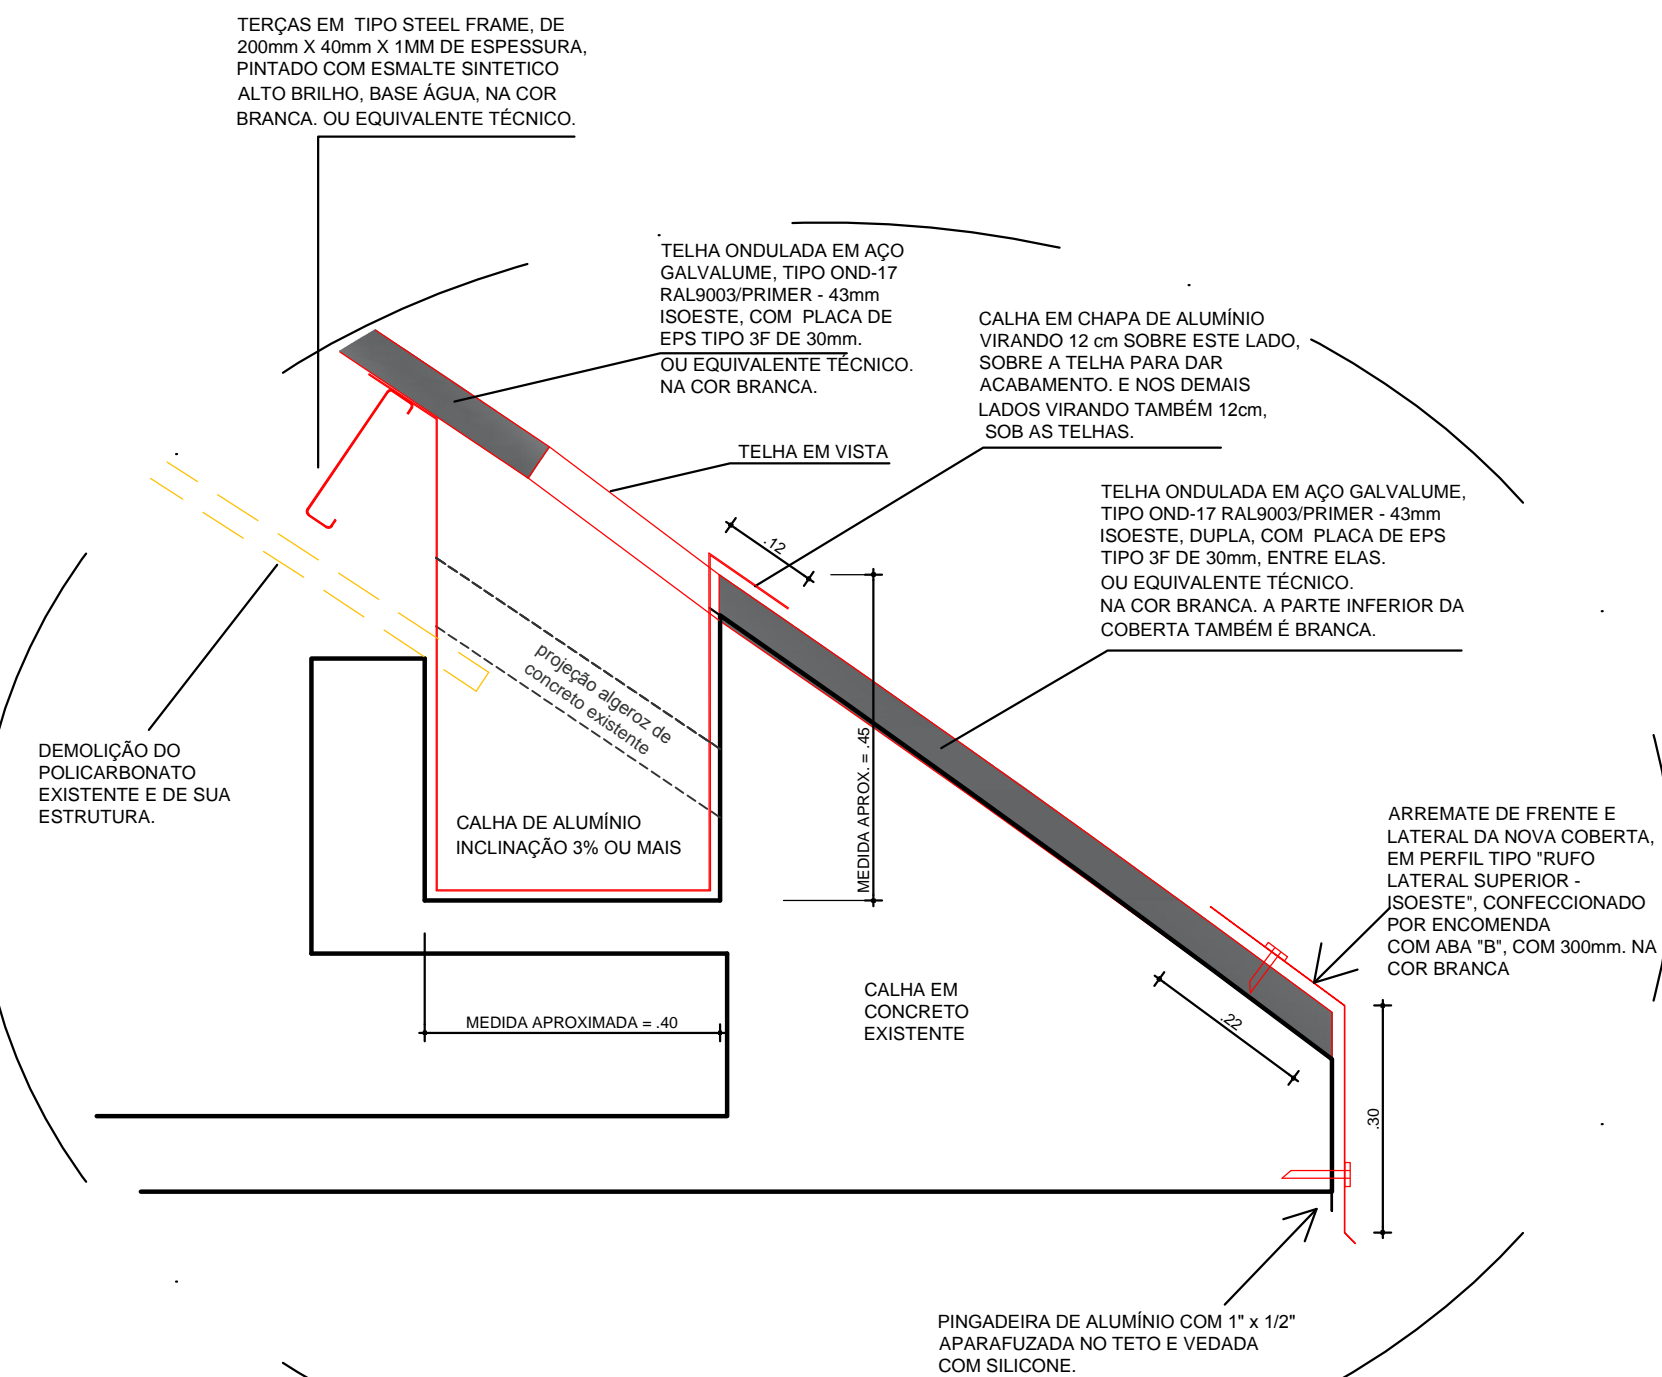 TERÇAS EM  TIPO STEEL FRAME, DE
200mm X 40mm X 1MM DE ESPESSURA,
PINTADO COM ESMALTE SINTETICO
ALTO BRILHO, BASE ÁGUA, NA COR
BRANCA. OU EQUIVALENTE TÉCNICO.
TELHA ONDULADA EM AÇO
GALVALUME, TIPO OND-17
RAL9003/PRIMER - 43mm
ISOESTE, COM  PLACA DE
EPS TIPO 3F DE 30mm.
OU EQUIVALENTE TÉCNICO.
NA COR BRANCA.
CALHA EM CHAPA DE ALUMÍNIO
VIRANDO 12 cm SOBRE ESTE LADO,
SOBRE A TELHA PARA DAR
ACABAMENTO. E NOS DEMAIS
LADOS VIRANDO TAMBÉM 12cm,
SOB AS TELHAS.
TELHA EM VISTA
TELHA ONDULADA EM AÇO GALVALUME,
TIPO OND-17 RAL9003/PRIMER - 43mm
ISOESTE, DUPLA, COM  PLACA DE EPS
TIPO 3F DE 30mm, ENTRE ELAS.
OU EQUIVALENTE TÉCNICO.
NA COR BRANCA. A PARTE INFERIOR DA
COBERTA TAMBÉM É BRANCA.
.12
projeção algeroz de
concreto existente
MEDIDA APROX. = .45
DEMOLIÇÃO DO
POLICARBONATO
EXISTENTE E DE SUA
ESTRUTURA.
CALHA DE ALUMÍNIO
INCLINAÇÃO 3% OU MAIS
ARREMATE DE FRENTE E
LATERAL DA NOVA COBERTA,
EM PERFIL TIPO "RUFO
LATERAL SUPERIOR -
ISOESTE", CONFECCIONADO
POR ENCOMENDA
COM ABA "B", COM 300mm. NA
COR BRANCA
CALHA EM
CONCRETO
EXISTENTE
MEDIDA APROXIMADA = .40
.22
.30
PINGADEIRA DE ALUMÍNIO COM 1" x 1/2"
APARAFUZADA NO TETO E VEDADA
COM SILICONE.